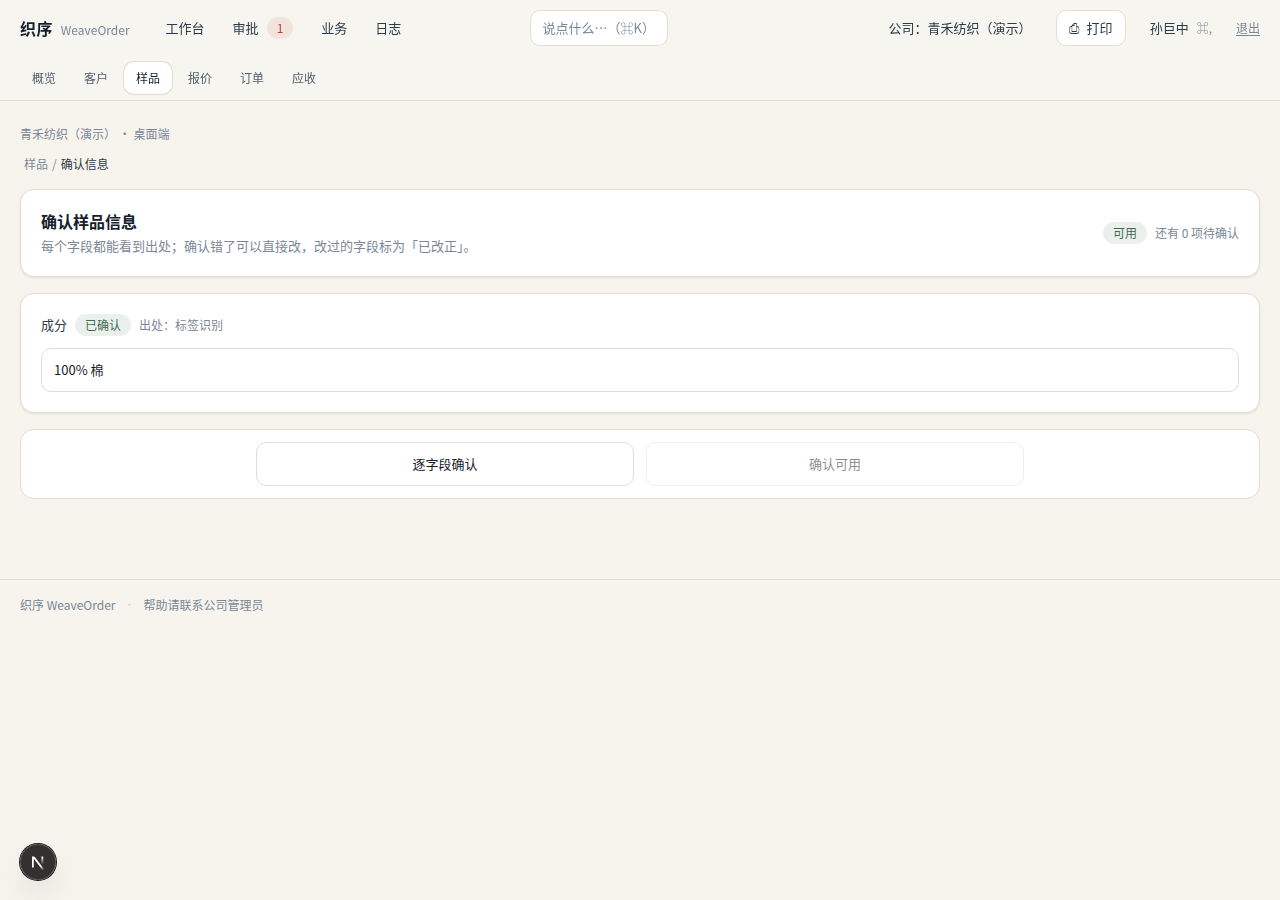 织序 WeaveOrder 工作台 审批 1 业务 日志 说点什么…（⌘K） 公司：青禾纺织（演示） 打印 孙巨中 ⌘, 退出
概览 客户 样品 报价 订单 应收
青禾纺织（演示） · 桌面端
样品 / 确认信息
确认样品信息
每个字段都能看到出处；确认错了可以直接改，改过的字段标为「已改正」。
可用 还有 0 项待确认
成分 已确认 出处：标签识别
100% 棉
逐字段确认 确认可用
织序 WeaveOrder · 帮助请联系公司管理员
N